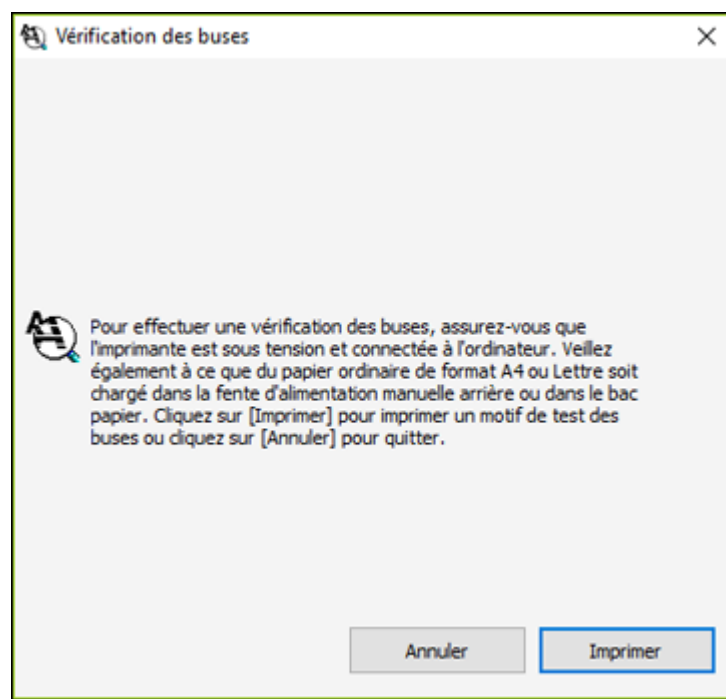 Vérification des buses
Pour effectuer une vérification des buses, assurez-vous que
l'imprimante est sous tension et connectée à l'ordinateur. Veillez
également à ce que du papier ordinaire de format A4 ou Lettre soit
chargé dans la fente d'alimentation manuelle arrière ou dans le bac
papier. Cliquez sur [Imprimer] pour imprimer un motif de test des
buses ou cliquez sur [Annuler] pour quitter.
Annuler
Imprimer